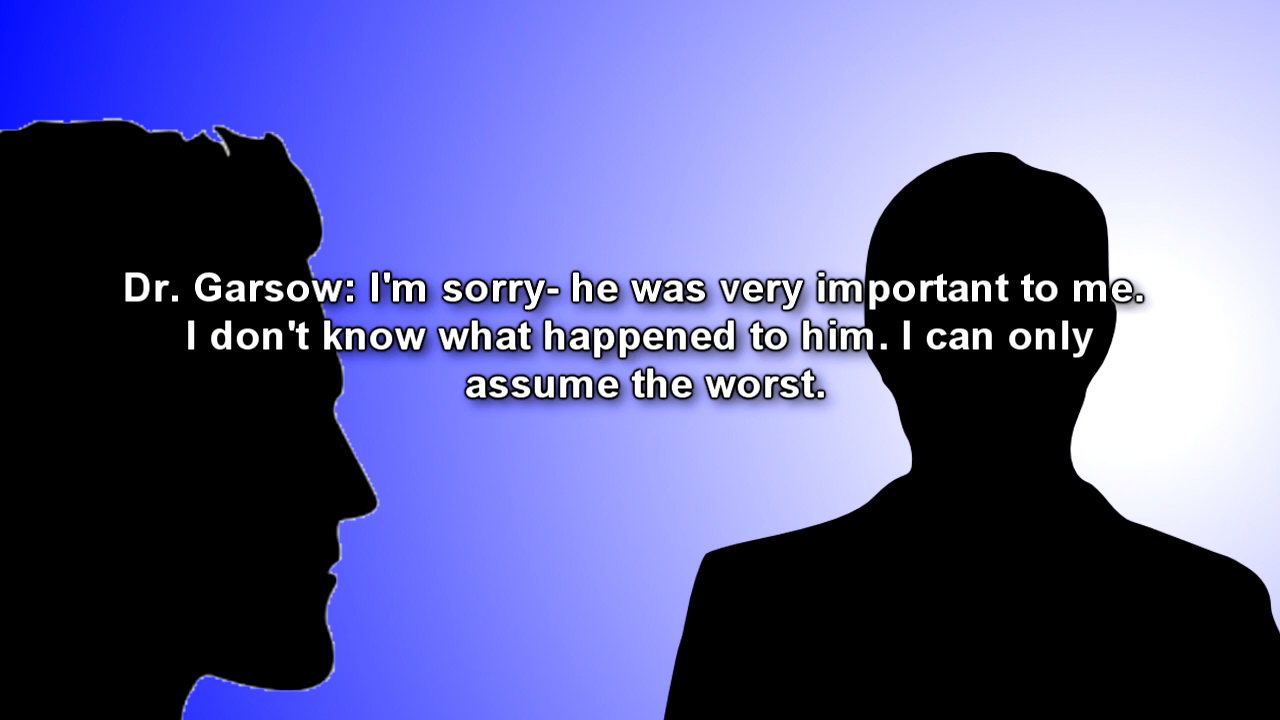 Dr. Garsow: I'm sorry- he was very important to me.
I don't know what happened to him. I can only
assume the worst.